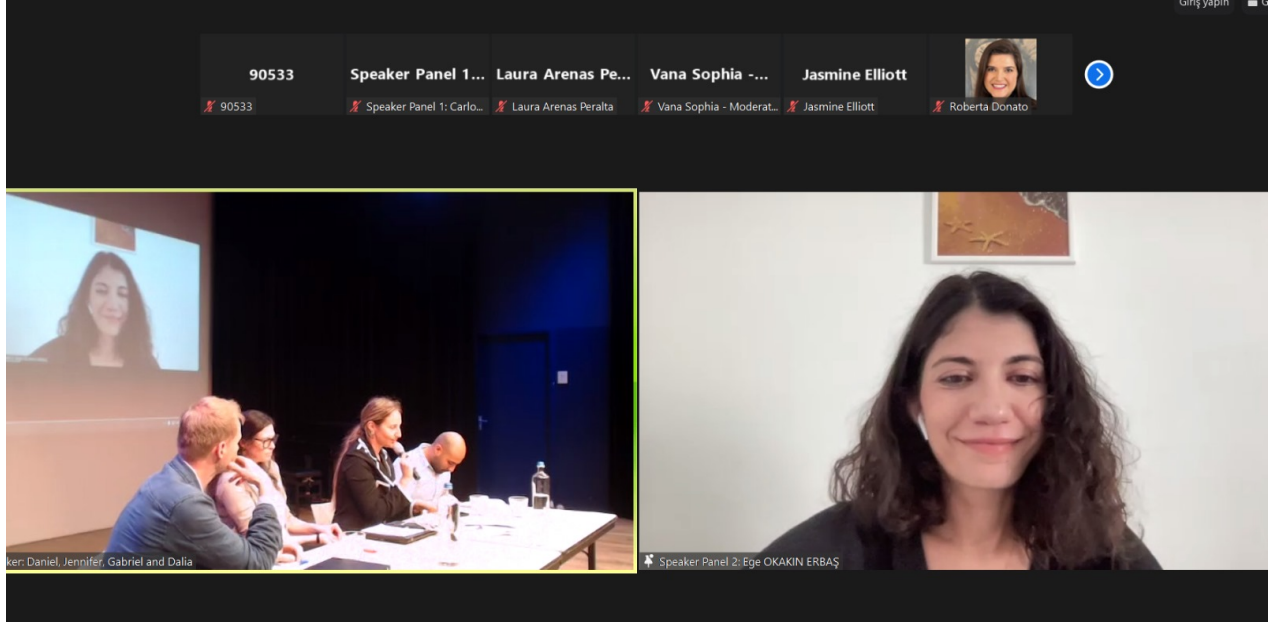 Giriş yapın
90533
Speaker Panel 1...
Laura Arenas Pe...
Vana Sophia -...
Jasmine Elliott
90533
Speaker Panel 1: Carlo...
Laura Arenas Peralta
Vana Sophia - Moderat...
Jasmine Elliott
Roberta Donato
ker: Daniel, Jennifer, Gabriel and Dalia
Speaker Panel 2: Ege OKAKIN ERBAŞ